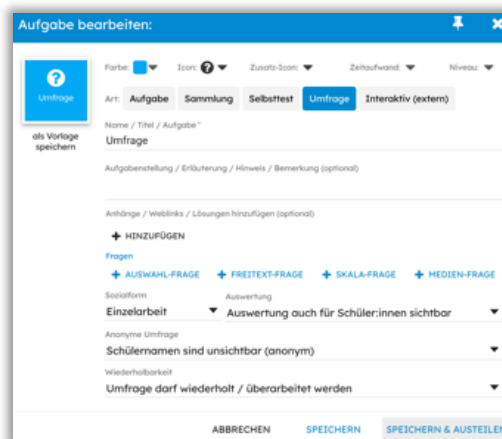 Aufgabe bearbeiten:
Umfrage
als Vorlage
speichern
Farbe: Icon: Zusatz-Icon: Zeitaufwand: Niveau:
Art: Aufgabe Sammlung Selbsttest Umfrage Interaktiv (extern)
Name / Titel / Aufgabe*
Umfrage
Aufgabenstellung / Erläuterung / Hinweis / Bemerkung (optional)
Anhänge / Weblinks / Lösungen hinzufügen (optional)
+ HINZUFÜGEN
Fragen
+ AUSWAHL-FRAGE + FREITEXT-FRAGE + SKALA-FRAGE + MEDIEN-FRAGE
Sozialform Auswertung
Einzelarbeit Auswertung auch für Schüler:innen sichtbar
Anonyme Umfrage
Schülernamen sind unsichtbar (anonym)
Wiederholbarkeit
Umfrage darf wiederholt / überarbeitet werden
ABBRECHEN SPEICHERN SPEICHERN & AUSTEILEN